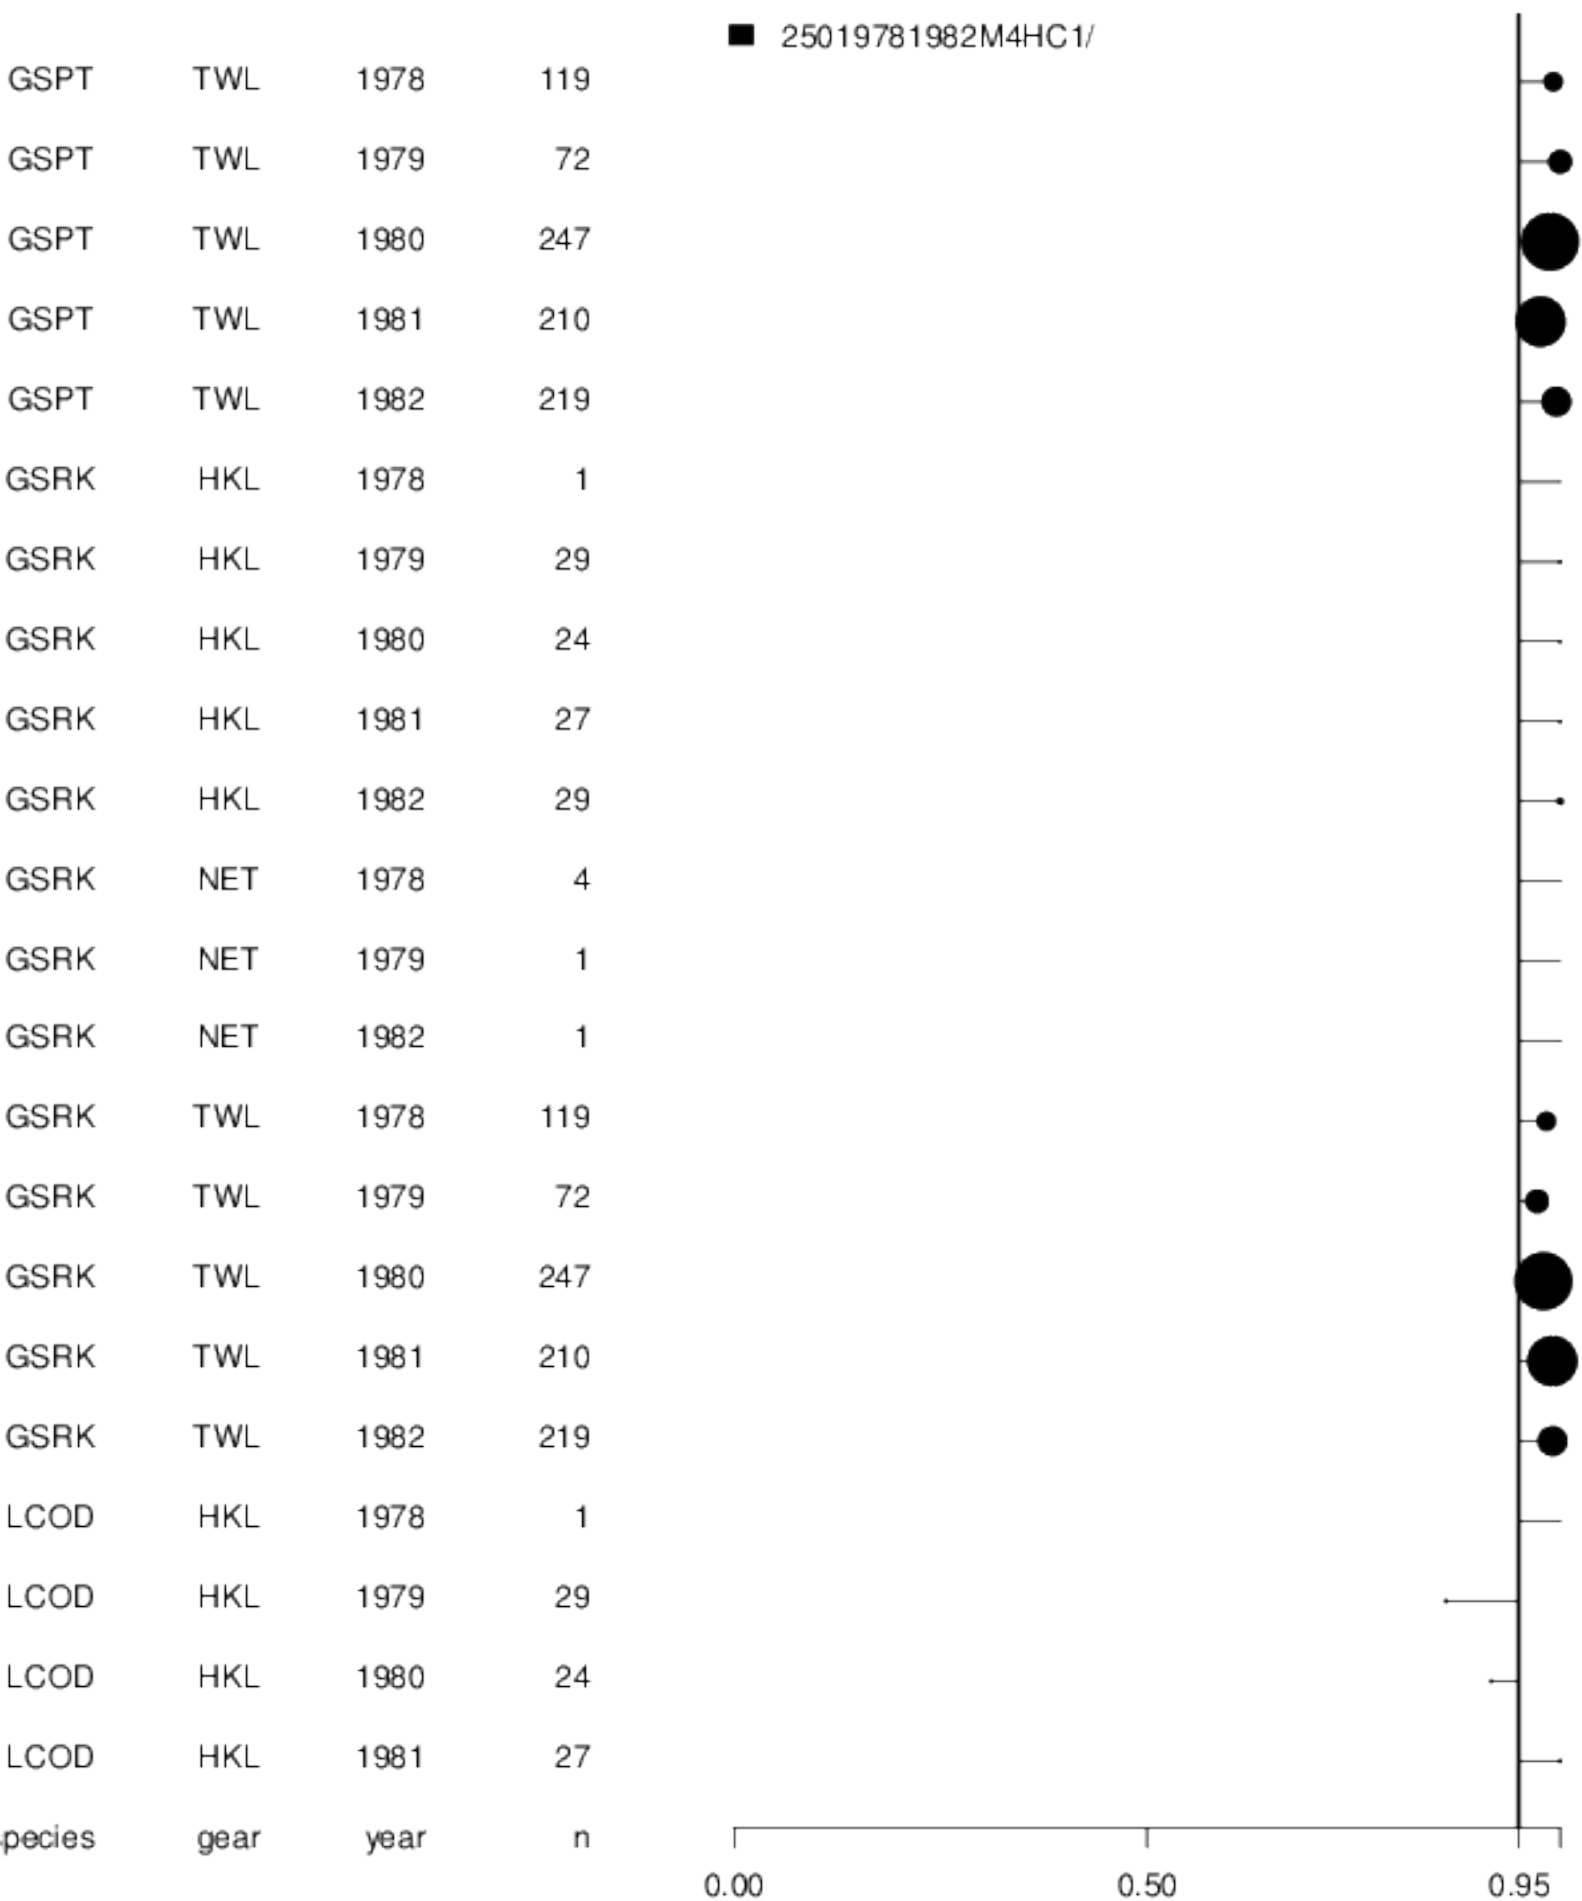 25019781982M4HC1/
GSPT TWL 1978 119
GSPT TWL 1979 72
GSPT TWL 1980 247
GSPT TWL 1981 210
GSPT TWL 1982 219
GSRK HKL 1978 1
GSRK HKL 1979 29
GSRK HKL 1980 24
GSRK HKL 1981 27
GSRK HKL 1982 29
GSRK NET 1978 4
GSRK NET 1979 1
GSRK NET 1982 1
GSRK TWL 1978 119
GSRK TWL 1979 72
GSRK TWL 1980 247
GSRK TWL 1981 210
GSRK TWL 1982 219
LCOD HKL 1978 1
LCOD HKL 1979 29
LCOD HKL 1980 24
LCOD HKL 1981 27
pecies gear year n
0.00 0.50 0.95